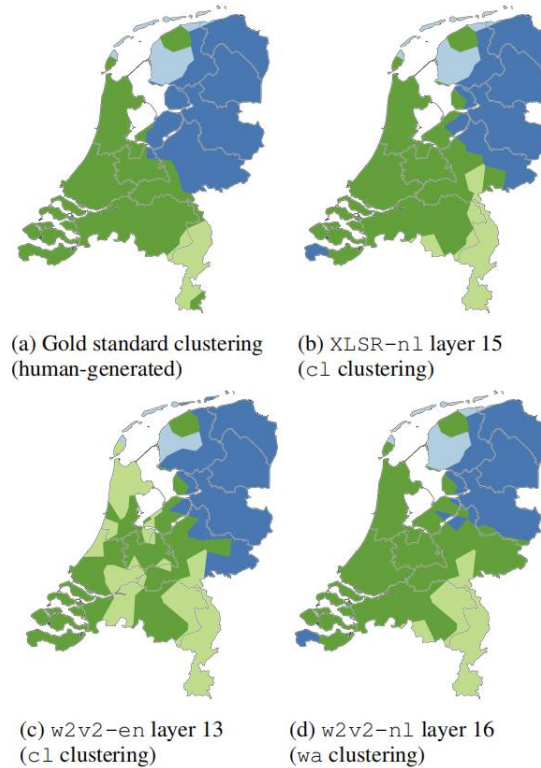 (a) Gold standard clustering
(human-generated)
(b) XLSR-nl layer 15
(cl clustering)
(c) w2v2-en layer 13
(cl clustering)
(d) w2v2-nl layer 16
(wa clustering)